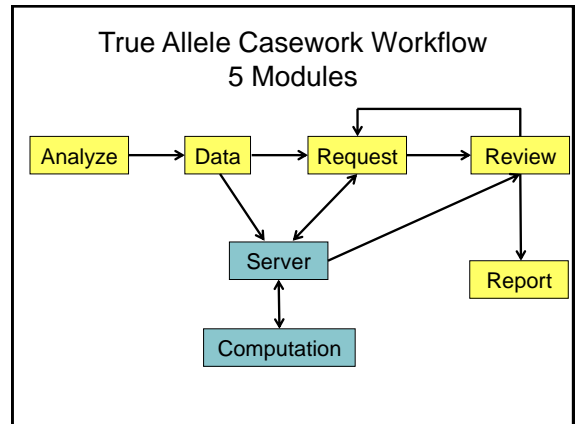 True Allele Casework Workflow
5 Modules
Analyze
Data
Request
Review
Server
Report
Computation